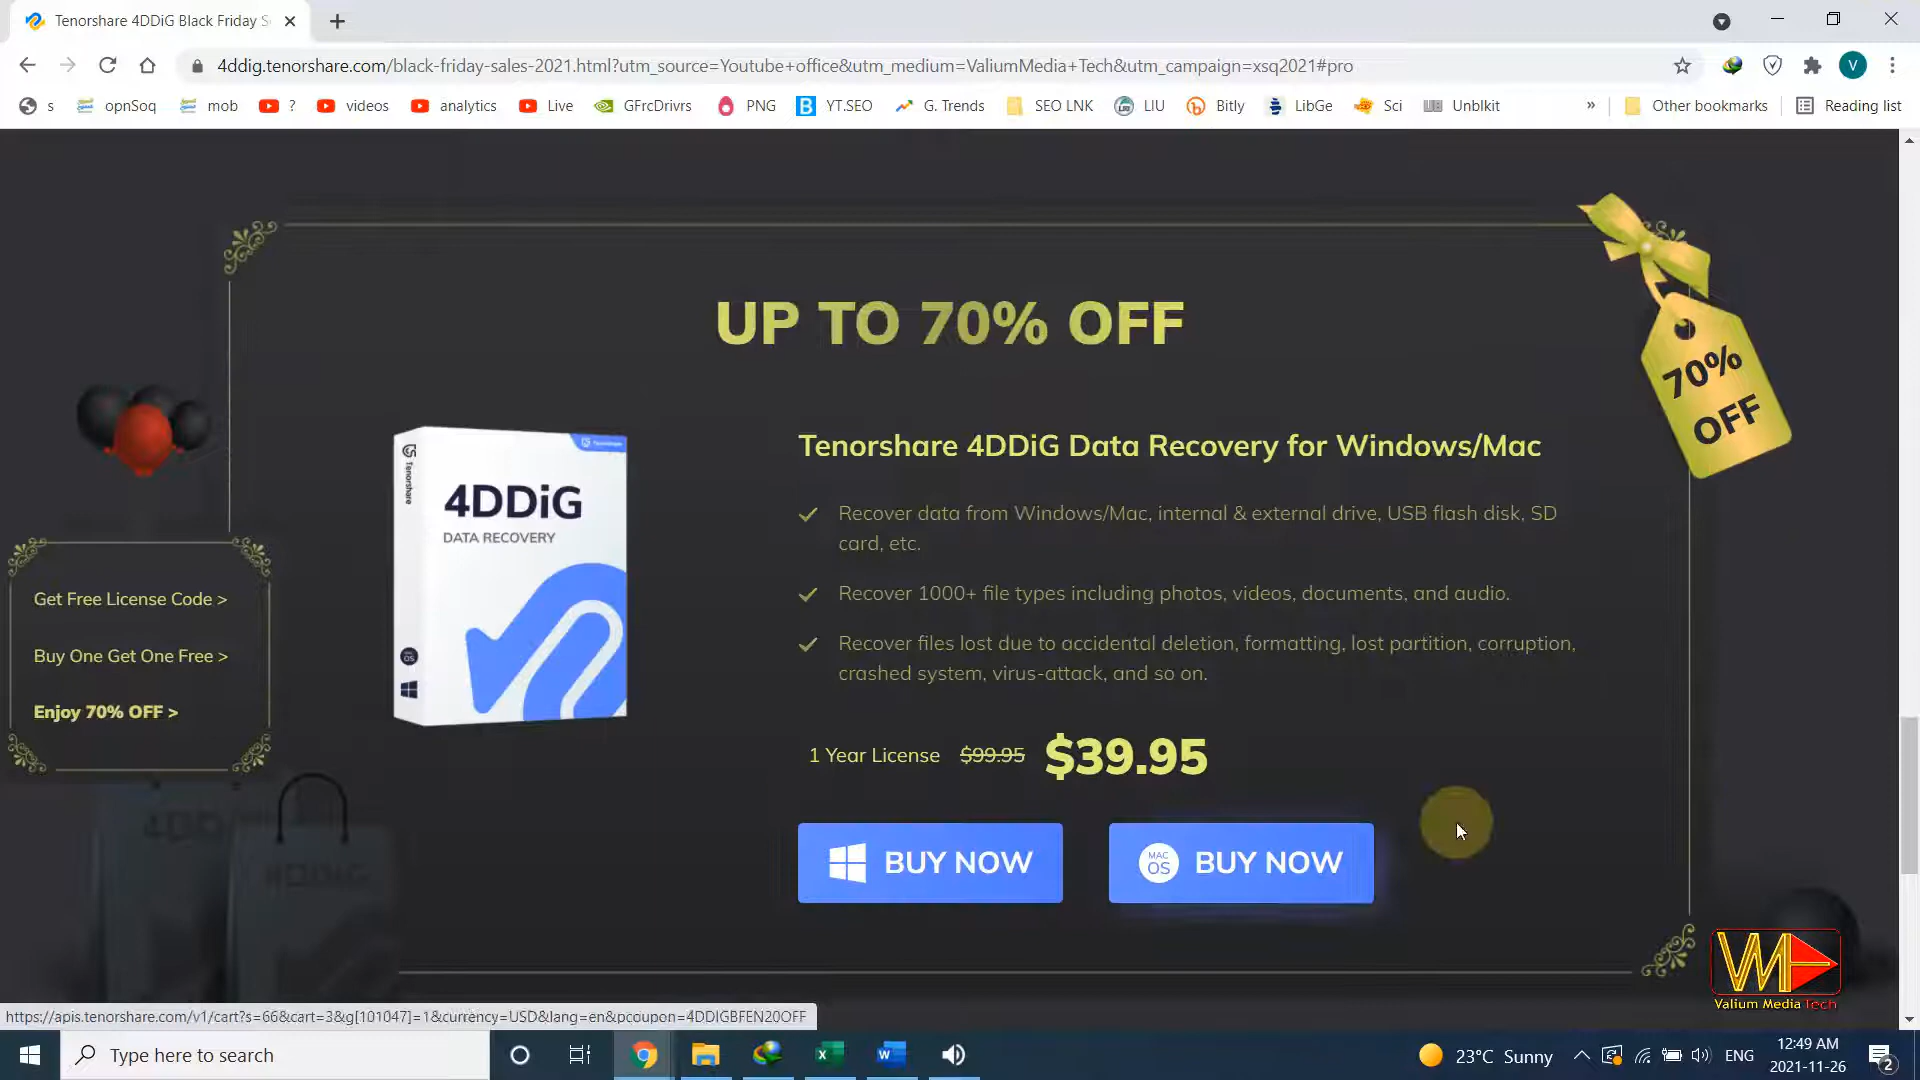 Tenorshare 4DDiG Black Friday S
4ddig.tenorshare.com/black-friday-sales-2021.html?utm_source=Youtube+office&utm_medium=ValiumMedia+Tech&utm_campaign=xsq2021#pro
V
s opnSoq mob ? videos analytics Live GFrcDrivrs PNG B YT.SEO G. Trends SEO LNK LIU Bitly LibGe Sci Unblkit » Other bookmarks Reading list
UP TO 70% OFF
70%
OFF
Tenorshare
Tenorshare
4DDiG
DATA RECOVERY
OS
Tenorshare 4DDiG Data Recovery for Windows/Mac
Recover data from Windows/Mac, internal & external drive, USB flash disk, SD
card, etc.
Recover 1000+ file types including photos, videos, documents, and audio.
Recover files lost due to accidental deletion, formatting, lost partition, corruption,
crashed system, virus-attack, and so on.
Get Free License Code >
Buy One Get One Free >
Enjoy 70% OFF >
1 Year License $99.95 $39.95
BUY NOW
MAC
OS
BUY NOW
4DDiG
4DDiG
Valium Media Tech
https://apis.tenorshare.com/v1/cart?s=66&cart=3&g[101047]=1&currency=USD&lang=en&pcoupon=4DDIGBFEN20OFF
Type here to search
23°C Sunny
ENG
12:49 AM
2021-11-26
2